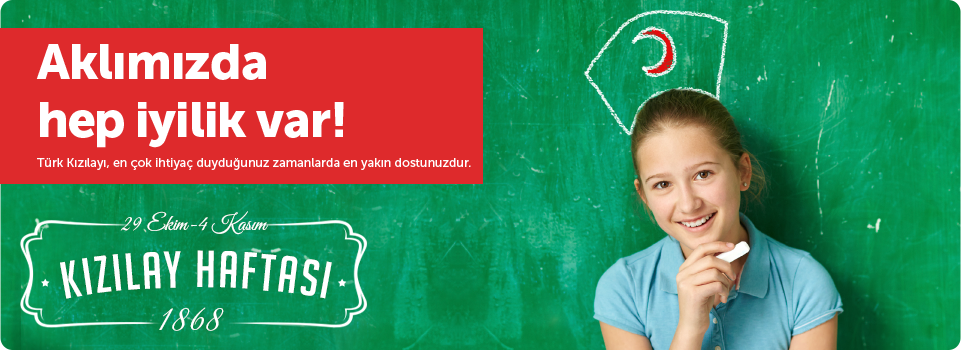 Aklımızda
hep iyilik var!
Türk Kızılayı, en çok ihtiyaç duyduğunuz zamanlarda en yakın dostunuzdur.
29 Ekim-4 Kasım
KIZILAY HAFTASI
1868